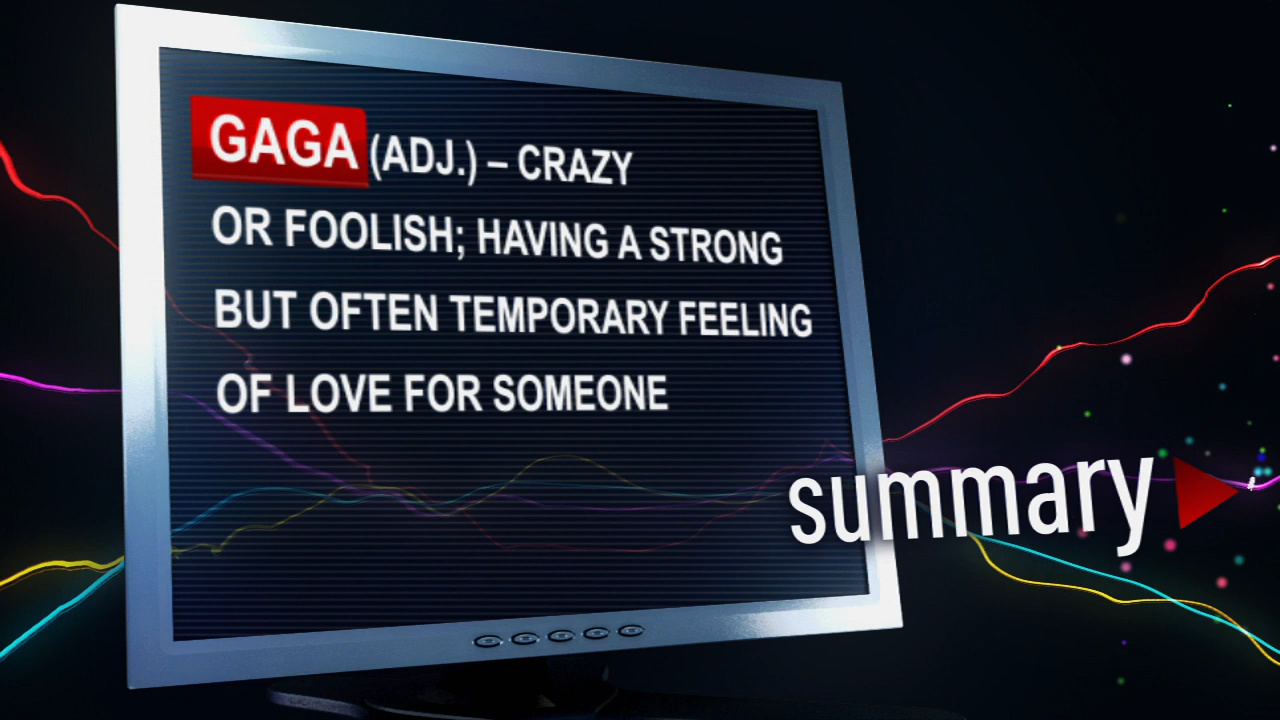 GAGA (ADJ.) – CRAZY
OR FOOLISH; HAVING A STRONG
BUT OFTEN TEMPORARY FEELING
OF LOVE FOR SOMEONE
summary